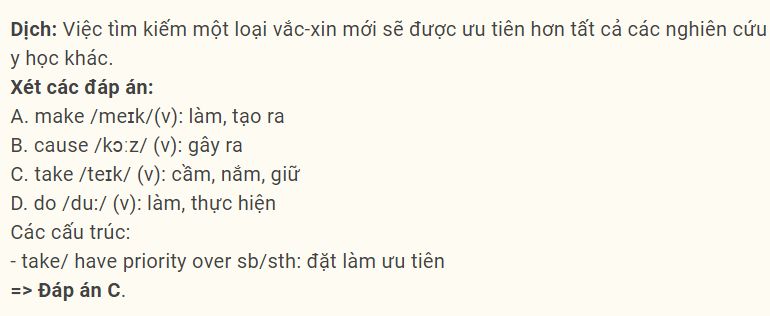 Dịch: Việc tìm kiếm một loại vắc-xin mới sẽ được ưu tiên hơn tất cả các nghiên cứu
y học khác.
Xét các đáp án:
A. make /meɪk/(v): làm, tạo ra
B. cause /kɔːz/ (v): gây ra
C. take /teɪk/ (v): cầm, nắm, giữ
D. do /du:/ (v): làm, thực hiện
Các cấu trúc:
- take/ have priority over sb/sth: đặt làm ưu tiên
=> Đáp án C.